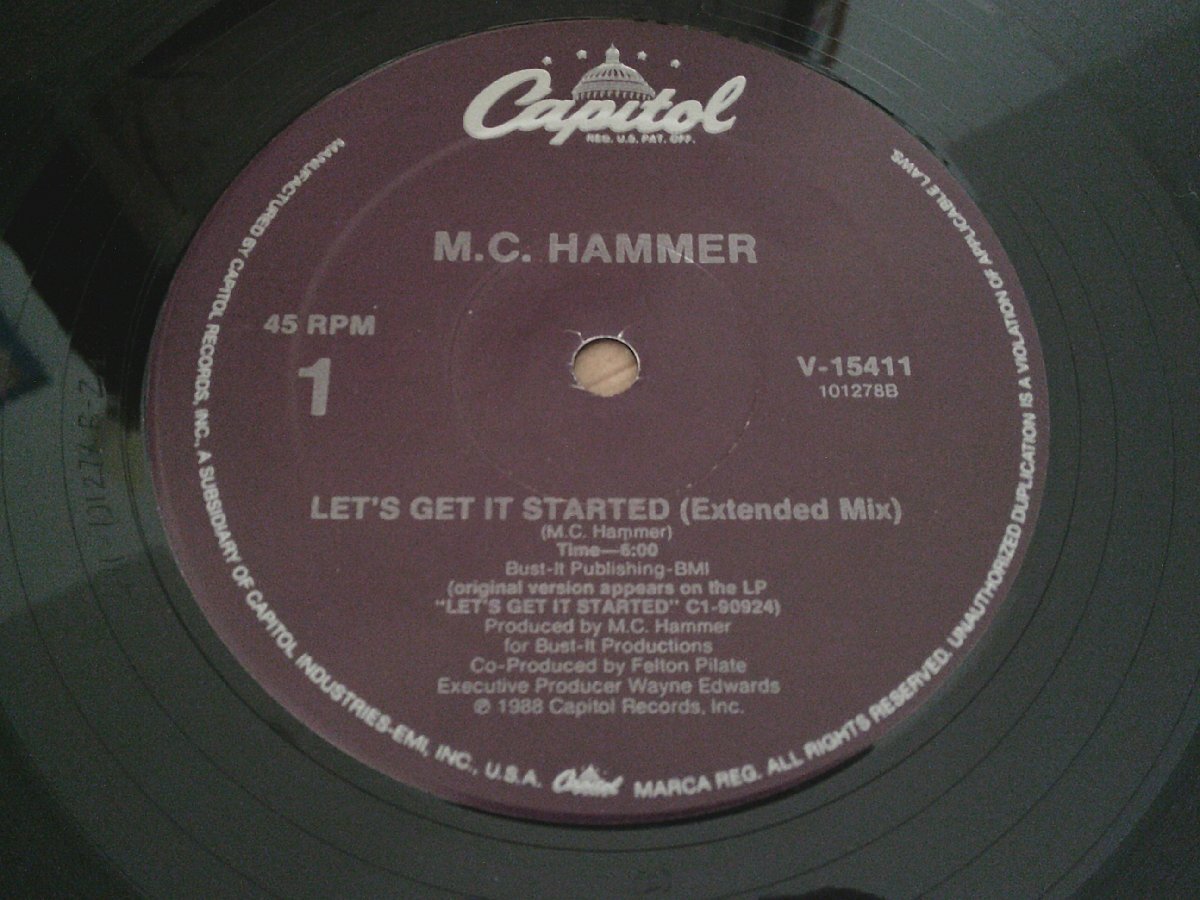 Capitol
REG. U.S. PAT. OFF.
M.C. HAMMER
45 RPM
1
V-15411
101278B
LET'S GET IT STARTED (Extended Mix)
(M.C. Hammer)
Time—6:00
Bust-It Publishing-BMI
(original version appears on the LP
"LET'S GET IT STARTED" C1-90924)
Produced by M.C. Hammer
for Bust-It Productions
Co-Produced by Felton Pilate
Executive Producer Wayne Edwards
℗ 1988 Capitol Records, Inc.
MANUFACTURED BY CAPITOL RECORDS, INC., A SUBSIDIARY OF CAPITOL INDUSTRIES-EMI, INC., U.S.A. Capitol MARCA REG. ALL RIGHTS RESERVED. UNAUTHORIZED DUPLICATION IS A VIOLATION OF APPLICABLE LAWS.